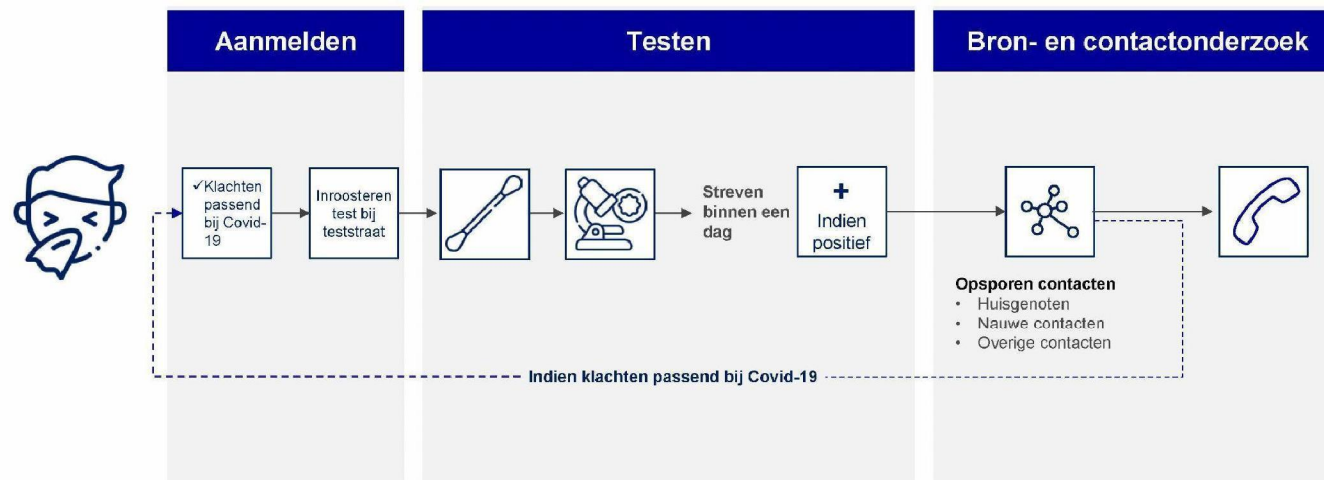 Aanmelden
Testen
Bron- en contactonderzoek
✓Klachten
passend
bij Covid-
19
Inroosteren
test bij
teststraat
Streven
binnen een
dag
+
Indien
positief
Opsporen contacten
• Huisgenoten
• Nauwe contacten
• Overige contacten
Indien klachten passend bij Covid-19